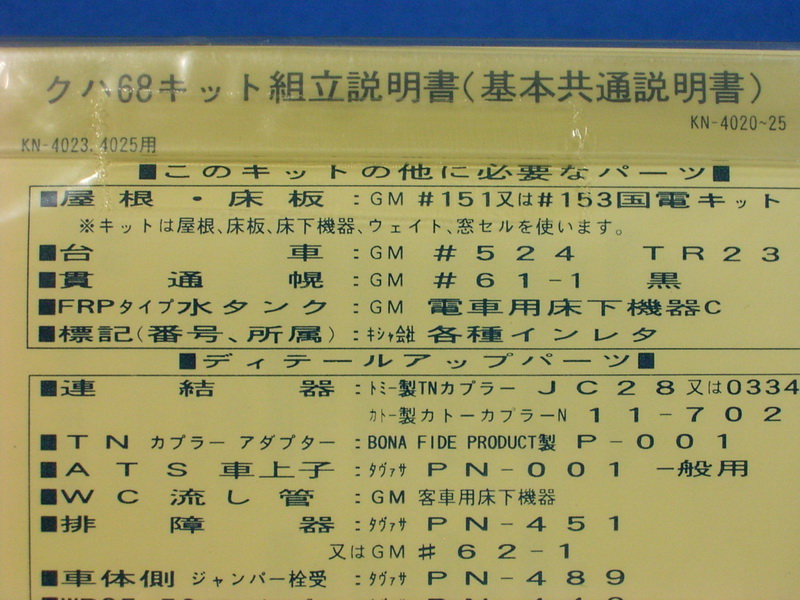 クハ68キット組立説明書(基本共通説明書)
KN-4020~25
KN-4023.4025用
■このキットの他に必要なパーツ■
■屋根・床板:GM #151又は#153国電キット
※キットは屋根、床板、床下機器、ウェイト、窓セルを使います。
■台車:GM #524 TR23
■貫通幌:GM #61-1 黒
■FRPタイプ水タンク:GM 電車用床下機器C
■標記(番号、所属):キシャ会社 各種インレタ
■ディテールアップパーツ■
■連結器:トミー製TNカプラー JC28又は0334
カトー製カトーカプラーN 11-702
■TNカプラーアダプター:BONA FIDE PRODUCT製 P-001
■ATS車上子:タヴァサ PN-001 一般用
■WC流し管:GM 客車用床下機器
■排障器:タヴァサ PN-451
又はGM #62-1
■車体側ジャンパー栓受:タヴァサ PN-489